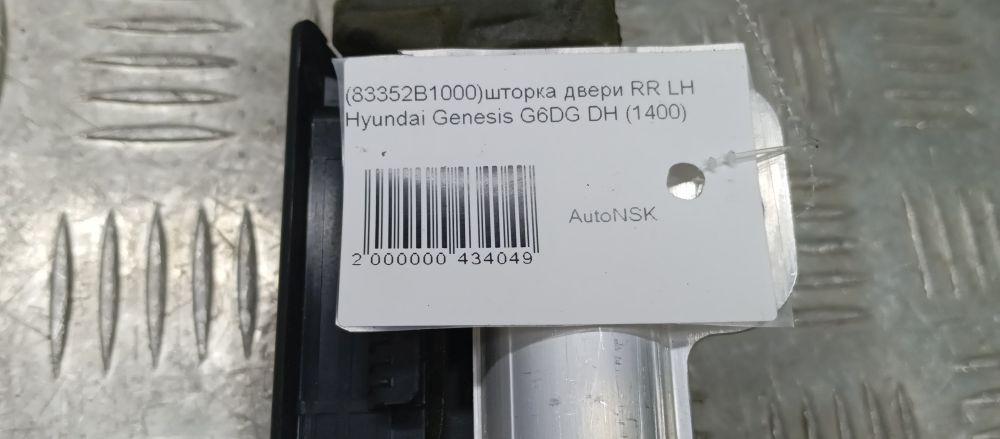 (83352B1000)шторка двери RR LH
Hyundai Genesis G6DG DH (1400)
AutoNSK
2 000000 434049